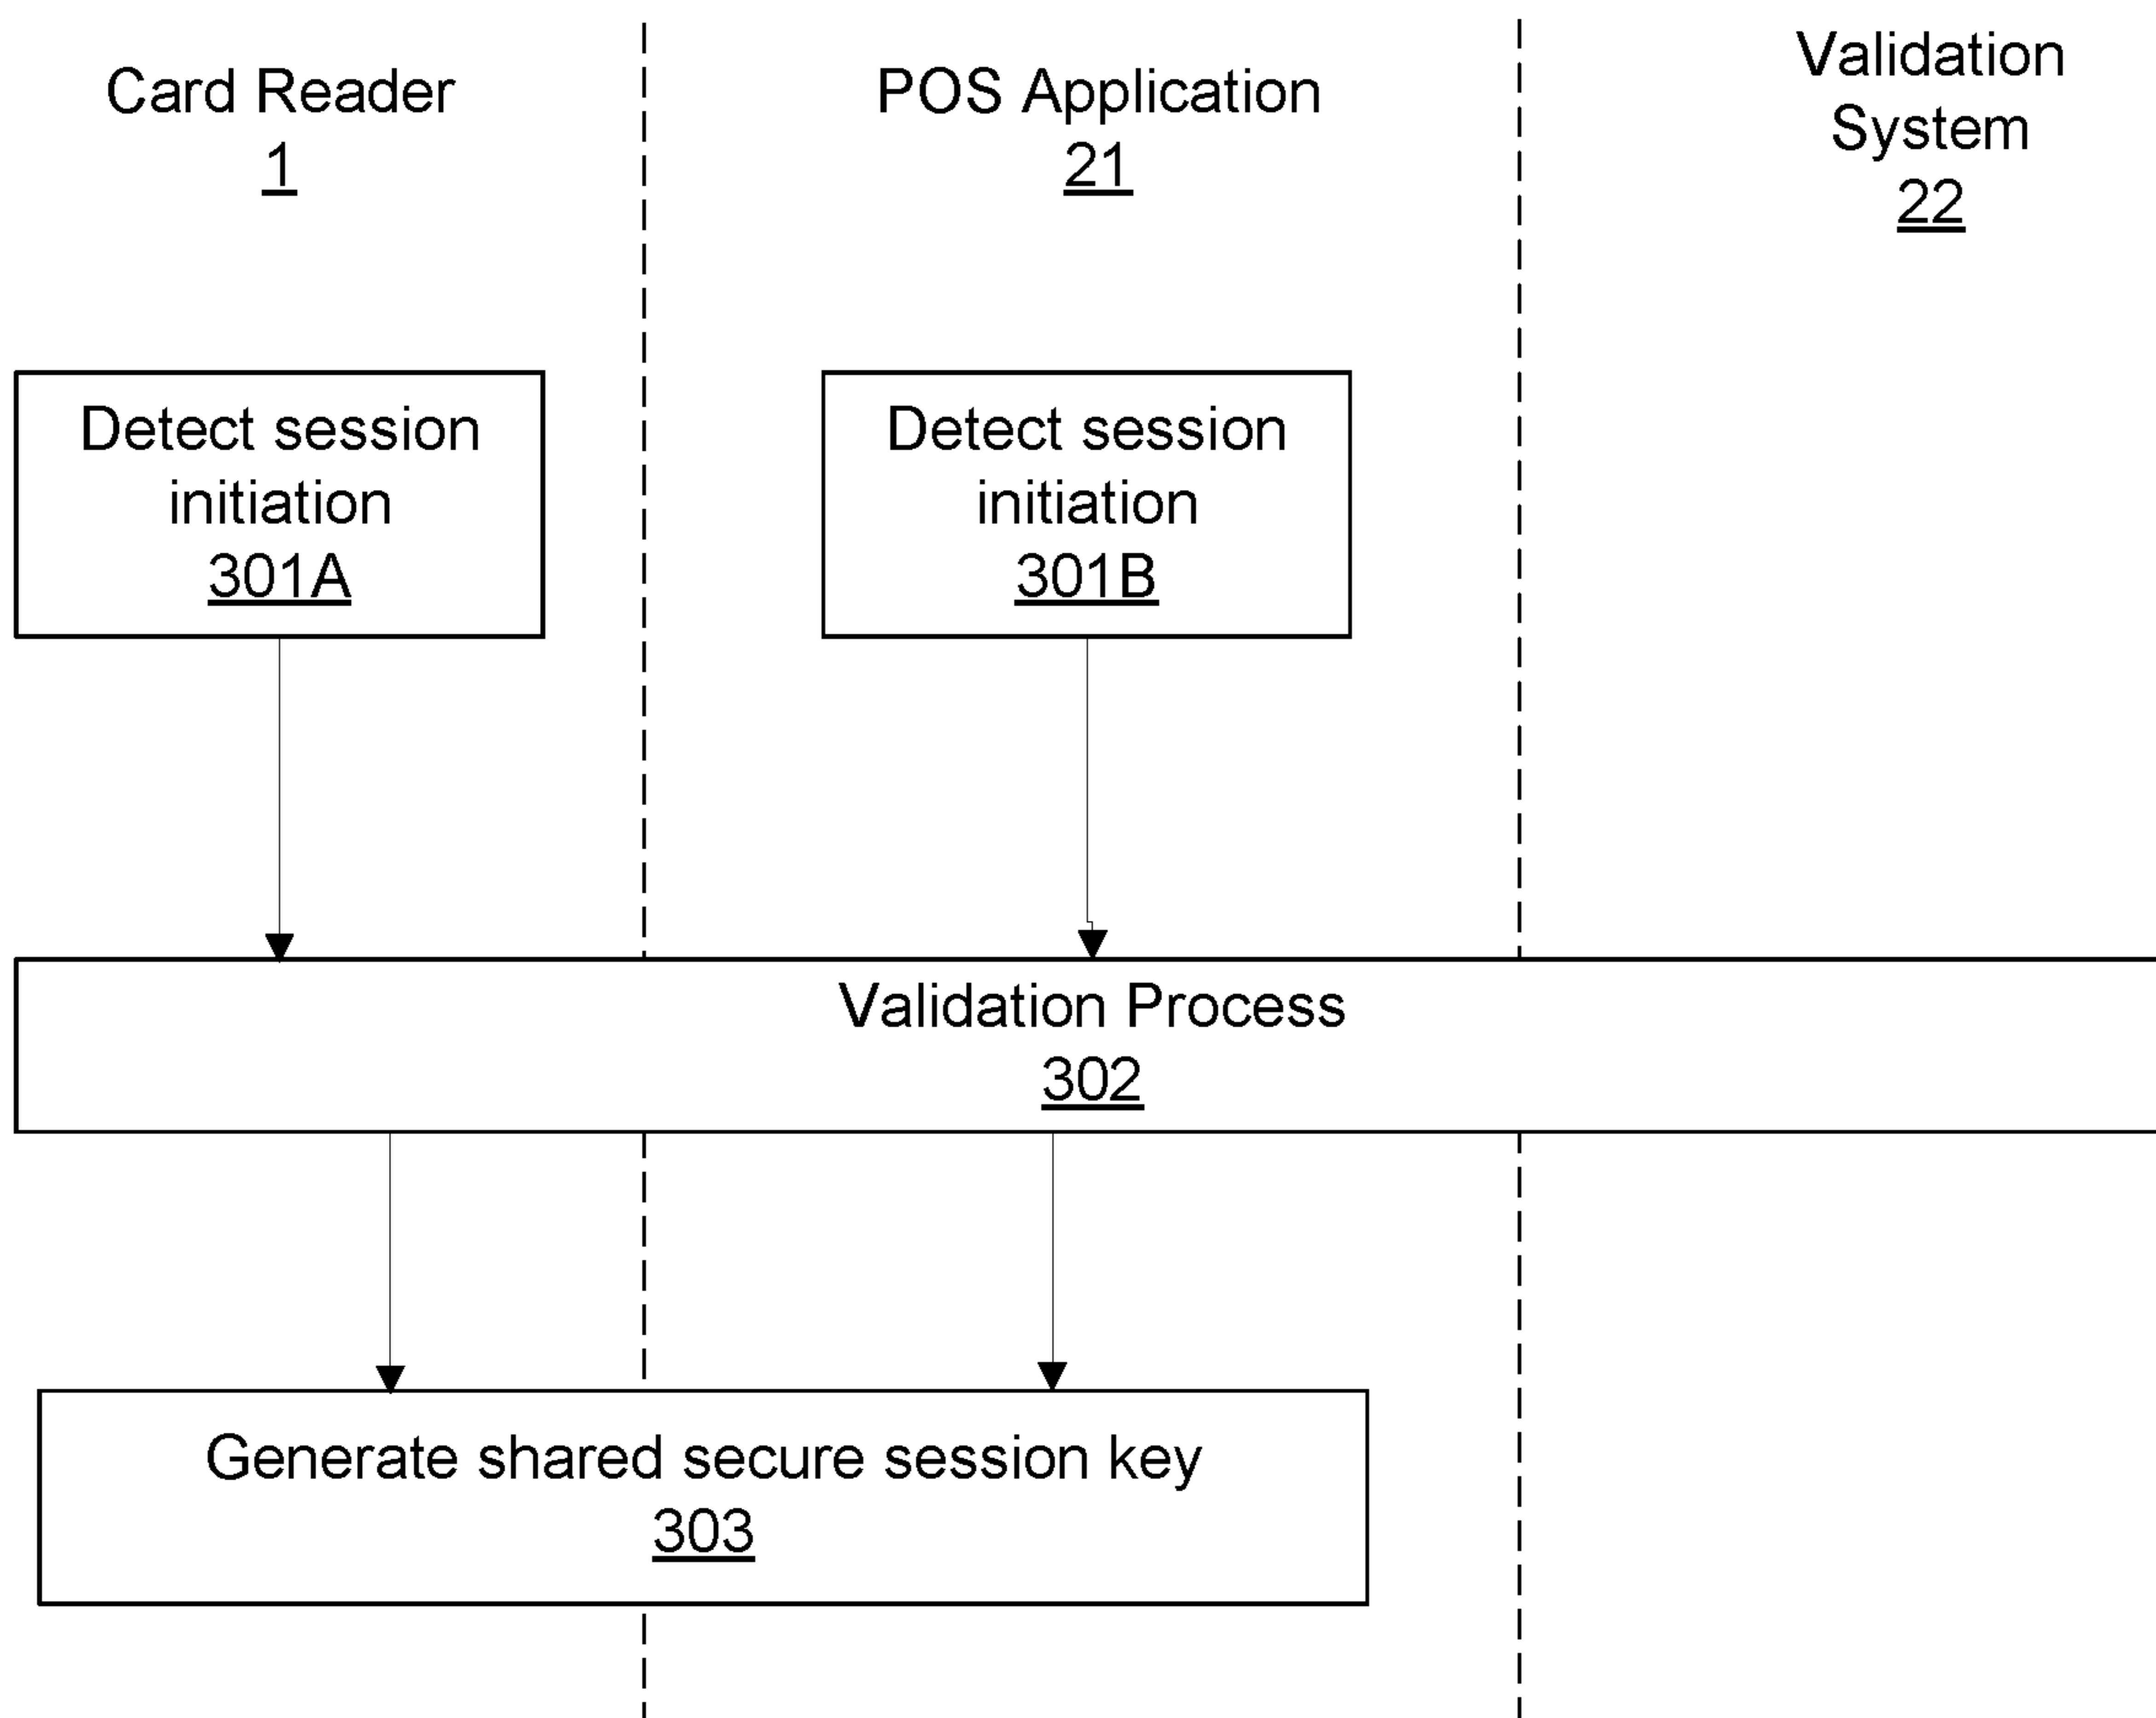 Card Reader
1
POS Application
21
Validation
System
22
Detect session
initiation
301A
Detect session
initiation
301B
Validation Process
302
Generate shared secure session key
303